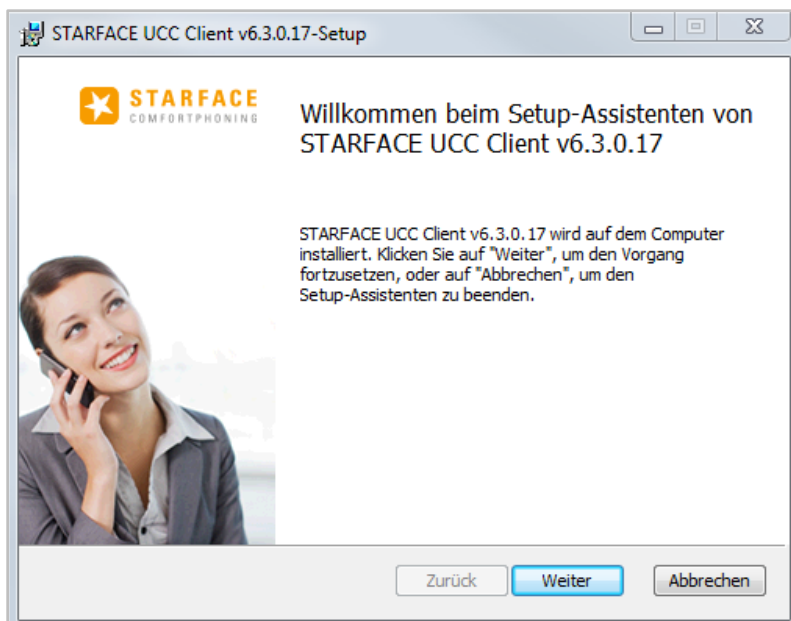 STARFACE UCC Client v6.3.0.17-Setup
STARFACE
COMFORTPHONING
Willkommen beim Setup-Assistenten von
STARFACE UCC Client v6.3.0.17
STARFACE UCC Client v6.3.0.17 wird auf dem Computer
installiert. Klicken Sie auf "Weiter", um den Vorgang
fortzusetzen, oder auf "Abbrechen", um den
Setup-Assistenten zu beenden.
Zurück Weiter Abbrechen